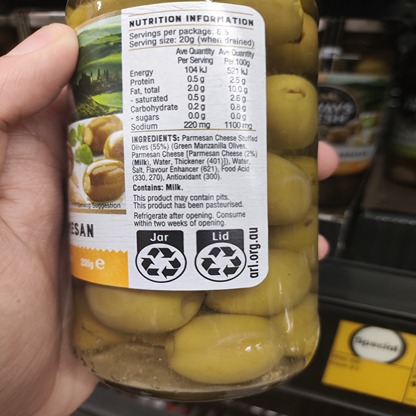 NUTRITION INFORMATION
Servings per package: 6.5
Serving size: 20g (when drained)
Ave Quantity Ave Quantity
Per Serving Per 100g
Energy 104 kJ 521 kJ
Protein 0.5 g 2.5 g
Fat, total 2.0 g 10.0 g
- saturated 0.5 g 2.6 g
Carbohydrate 0.2 g 0.8 g
- sugars 0.0 g 0.0 g
Sodium 220 mg 1100 mg
INGREDIENTS: Parmesan Cheese Stuffed
Olives (55%) (Green Manzanilla Olives,
Parmesan Cheese [Parmesan Cheese (2%)
(Milk), Water, Thickener (401)]), Water,
Salt, Flavour Enhancer (621), Food Acid
(330, 270), Antioxidant (300).
Contains: Milk.
This product may contain pits.
This product has been pasteurised.
Refrigerate after opening. Consume
within two weeks of opening.
Suggestion
ESAN
235g e
Jar
Lid
arl.org.au
Special